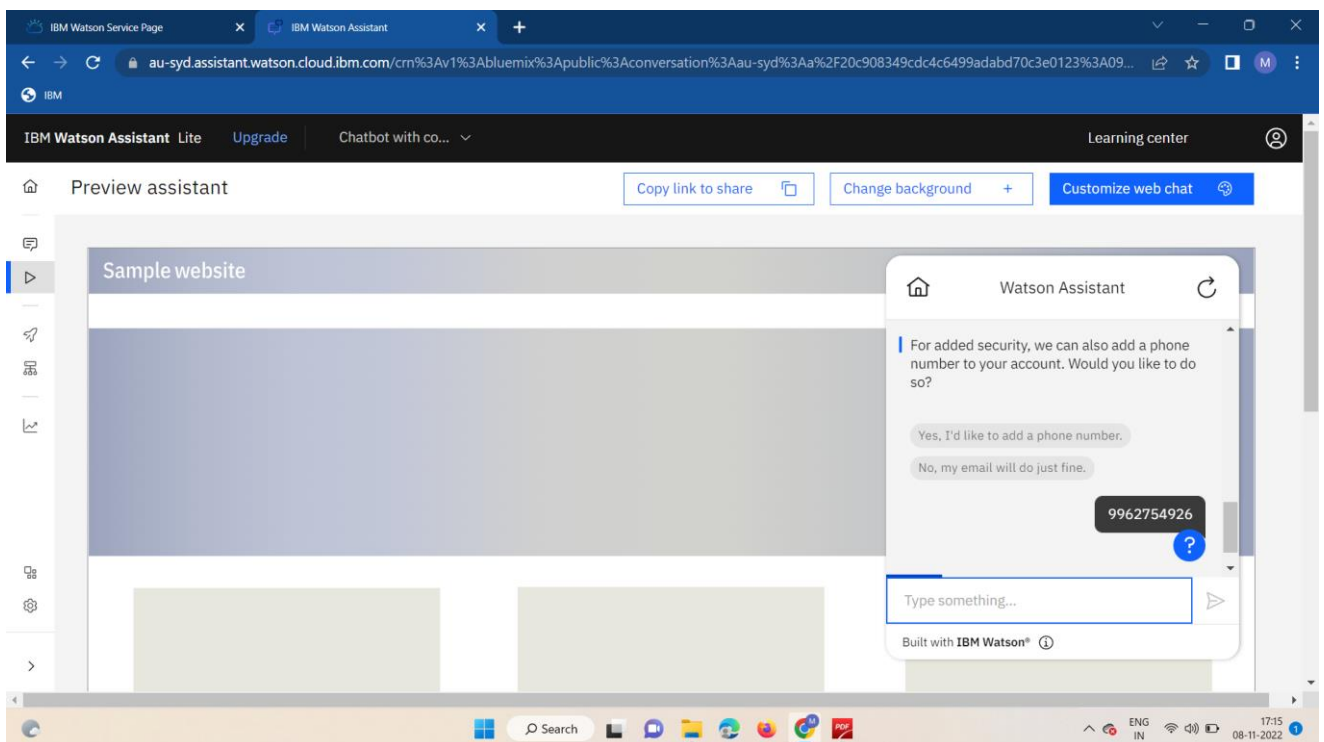 IBM Watson Service Page
IBM Watson Assistant
au-syd.assistant.watson.cloud.ibm.com/crn%3Av1%3Abluemix%3Apublic%3Aconversation%3Aau-syd%3Aa%2F20c908349cdc4c6499adabd70c3e0123%3A09...
M
IBM
IBM Watson Assistant Lite Upgrade Chatbot with co... Learning center
Preview assistant Copy link to share Change background + Customize web chat
Sample website
Watson Assistant
For added security, we can also add a phone
number to your account. Would you like to do
so?
Yes, I'd like to add a phone number.
No, my email will do just fine.
9962754926
?
Type something...
Built with IBM Watson®
Search
PDF
ENG
IN
17:15
08-11-2022
1